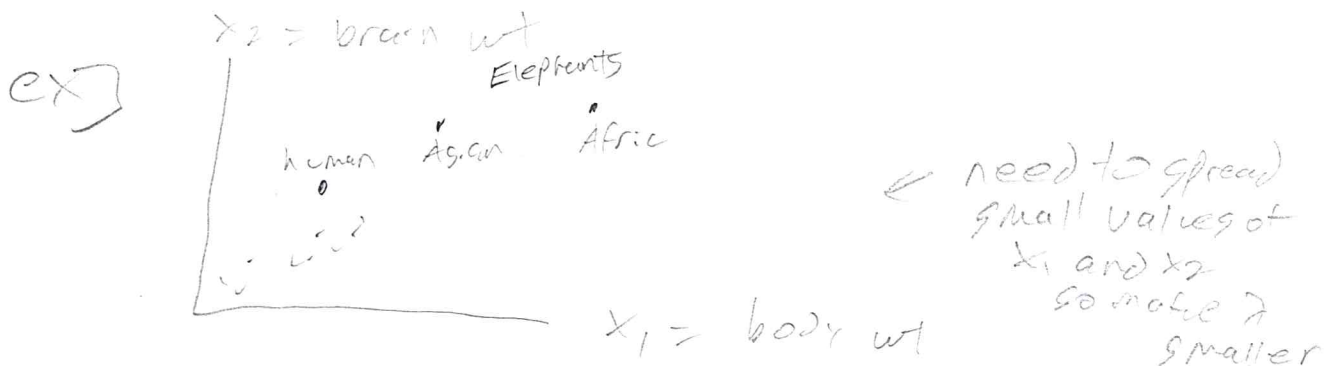 x2 = brain wt
ex]
Elephants
human Asian Afric
← need to spread
small values of
x1 and x2
so make λ
smaller
x1 = body wt